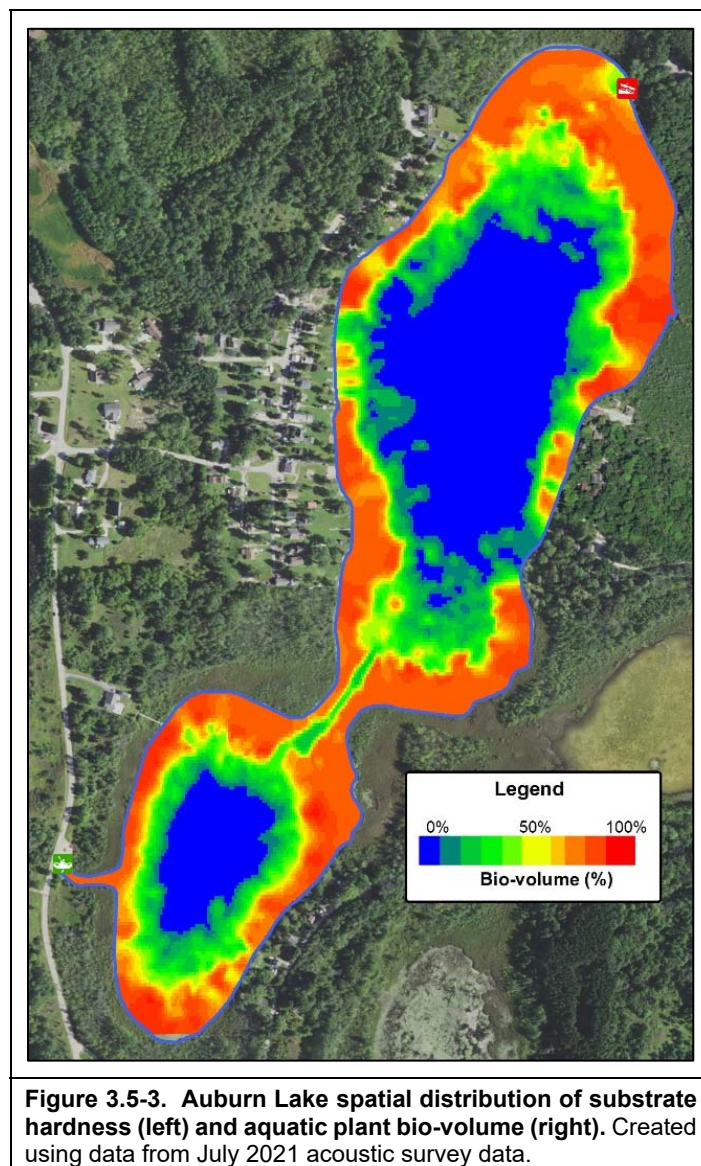 Legend
0% 50% 100%
Bio-volume (%)
Figure 3.5-3. Auburn Lake spatial distribution of substrate
hardness (left) and aquatic plant bio-volume (right). Created
using data from July 2021 acoustic survey data.